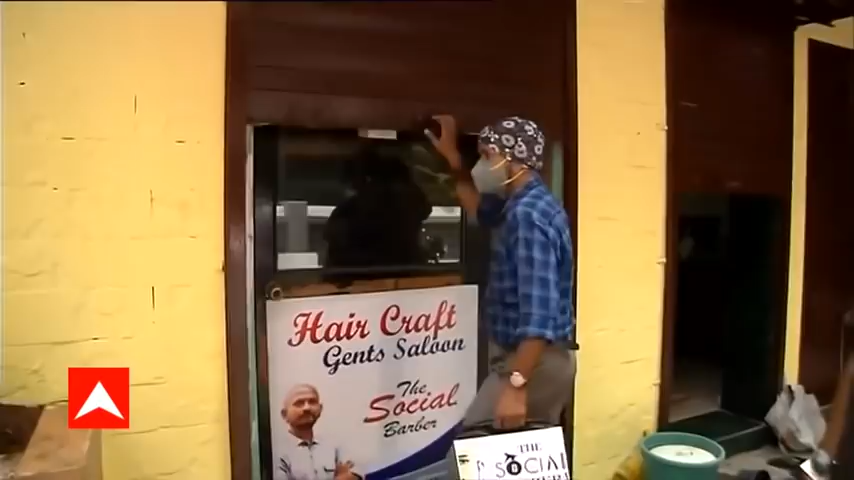 Hair Craft
Gents Saloon
The
Social
Barber
THE
SOCIAL